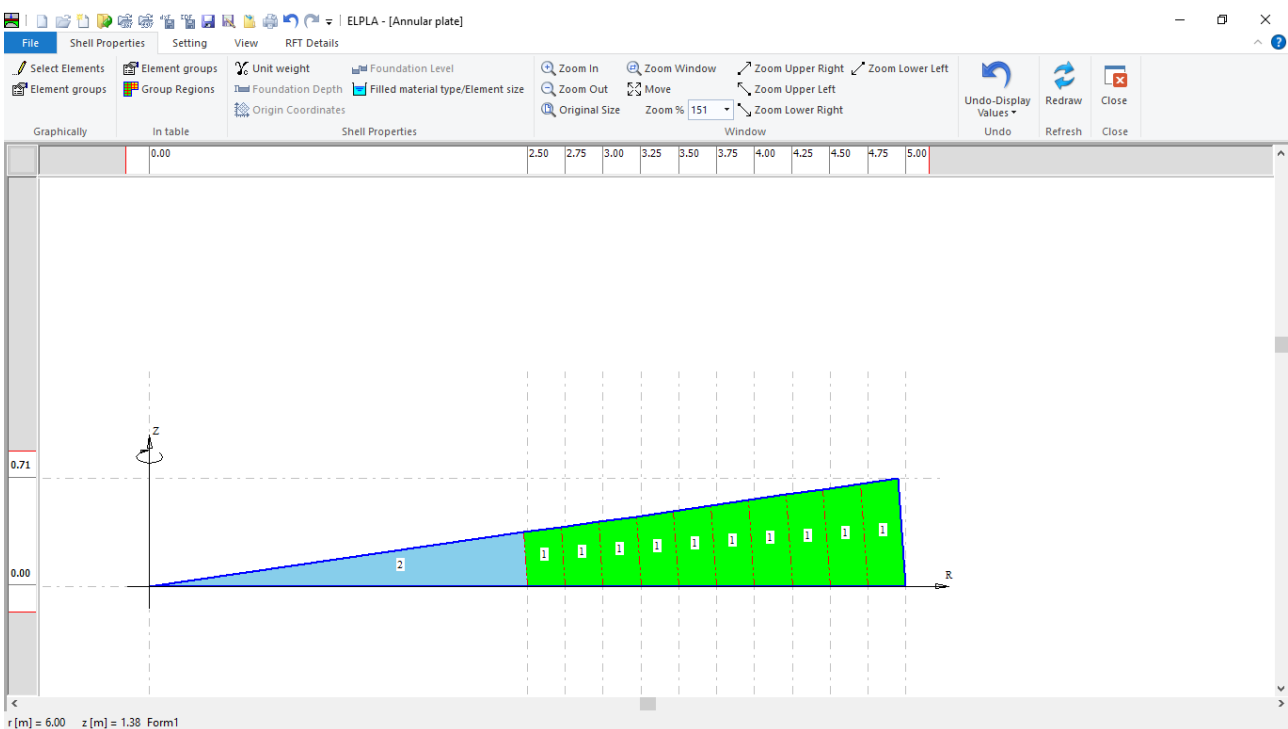 ELPLA - [Annular plate]
File Shell Properties Setting View RFT Details
Select Elements Element groups Unit weight Foundation Level Zoom In Zoom Window Zoom Upper Right Zoom Lower Left
Element groups Group Regions Foundation Depth Filled material type/Element size Zoom Out Move Zoom Upper Left
Origin Coordinates Original Size Zoom % 151 Zoom Lower Right
Undo-Display Values Redraw Close
Graphically In table Shell Properties Window Undo Refresh Close
0.00 2.50 2.75 3.00 3.25 3.50 3.75 4.00 4.25 4.50 4.75 5.00
Z
0.71
1 1 1 1 1 1 1 1 1 1
2
0.00
R
r [m] = 6.00 z [m] = 1.38 Form1